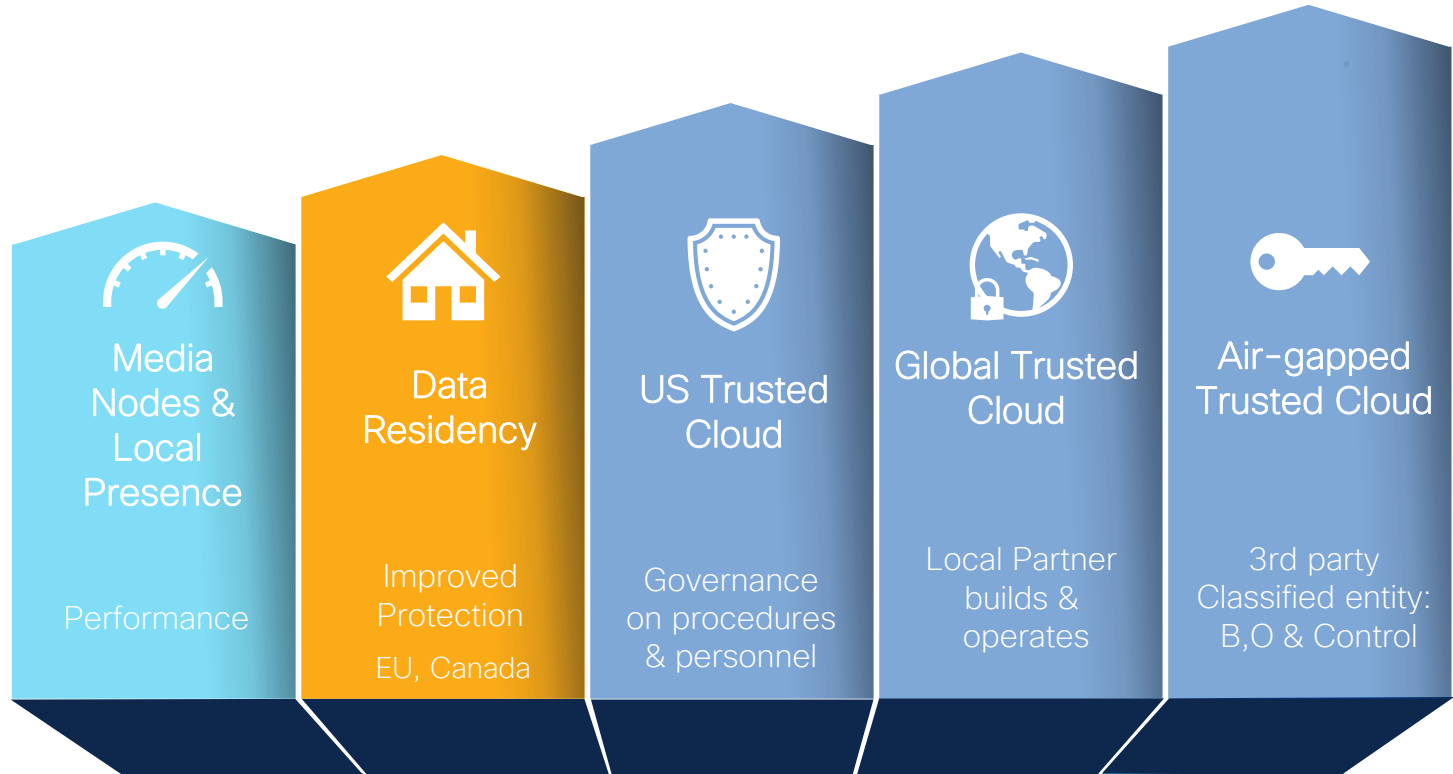 Media
Nodes &
Local
Presence
Performance
Data
Residency
Improved
Protection
EU, Canada
US Trusted
Cloud
Governance
on procedures
& personnel
Global Trusted
Cloud
Local Partner
builds &
operates
Air-gapped
Trusted Cloud
3rd party
Classified entity:
B,O & Control